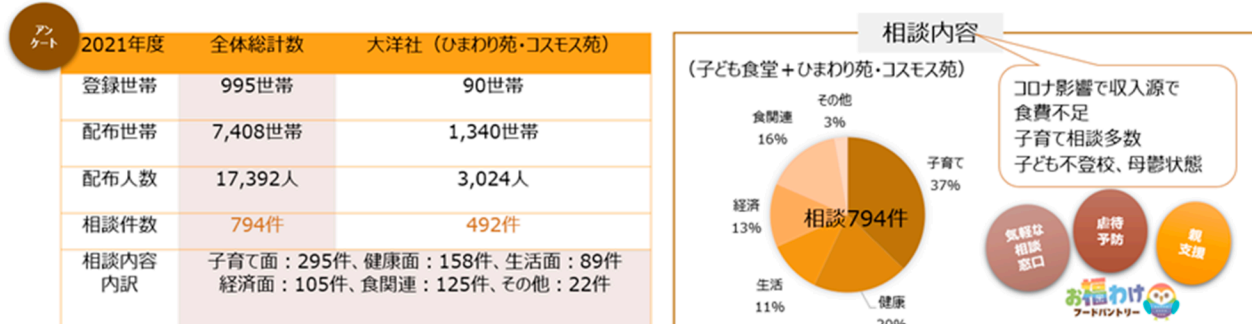 アン
ケート
2021年度 全体総計数 大洋社（ひまわり苑・コスモス苑）
登録世帯 995世帯 90世帯
配布世帯 7,408世帯 1,340世帯
配布人数 17,392人 3,024人
相談件数 794件 492件
相談内容 子育て面：295件、健康面：158件、生活面：89件
内訳 経済面：105件、食関連：125件、その他：22件
相談内容
（子ども食堂＋ひまわり苑・コスモス苑）
その他
3%
食関連
16%
子育て
37%
経済
13%
相談794件
生活
11%
健康
20%
コロナ影響で収入源で
食費不足
子育て相談多数
子ども不登校、母鬱状態
気軽な
相談
窓口
虐待
予防
親
支援
お福わけ
フードパントリー